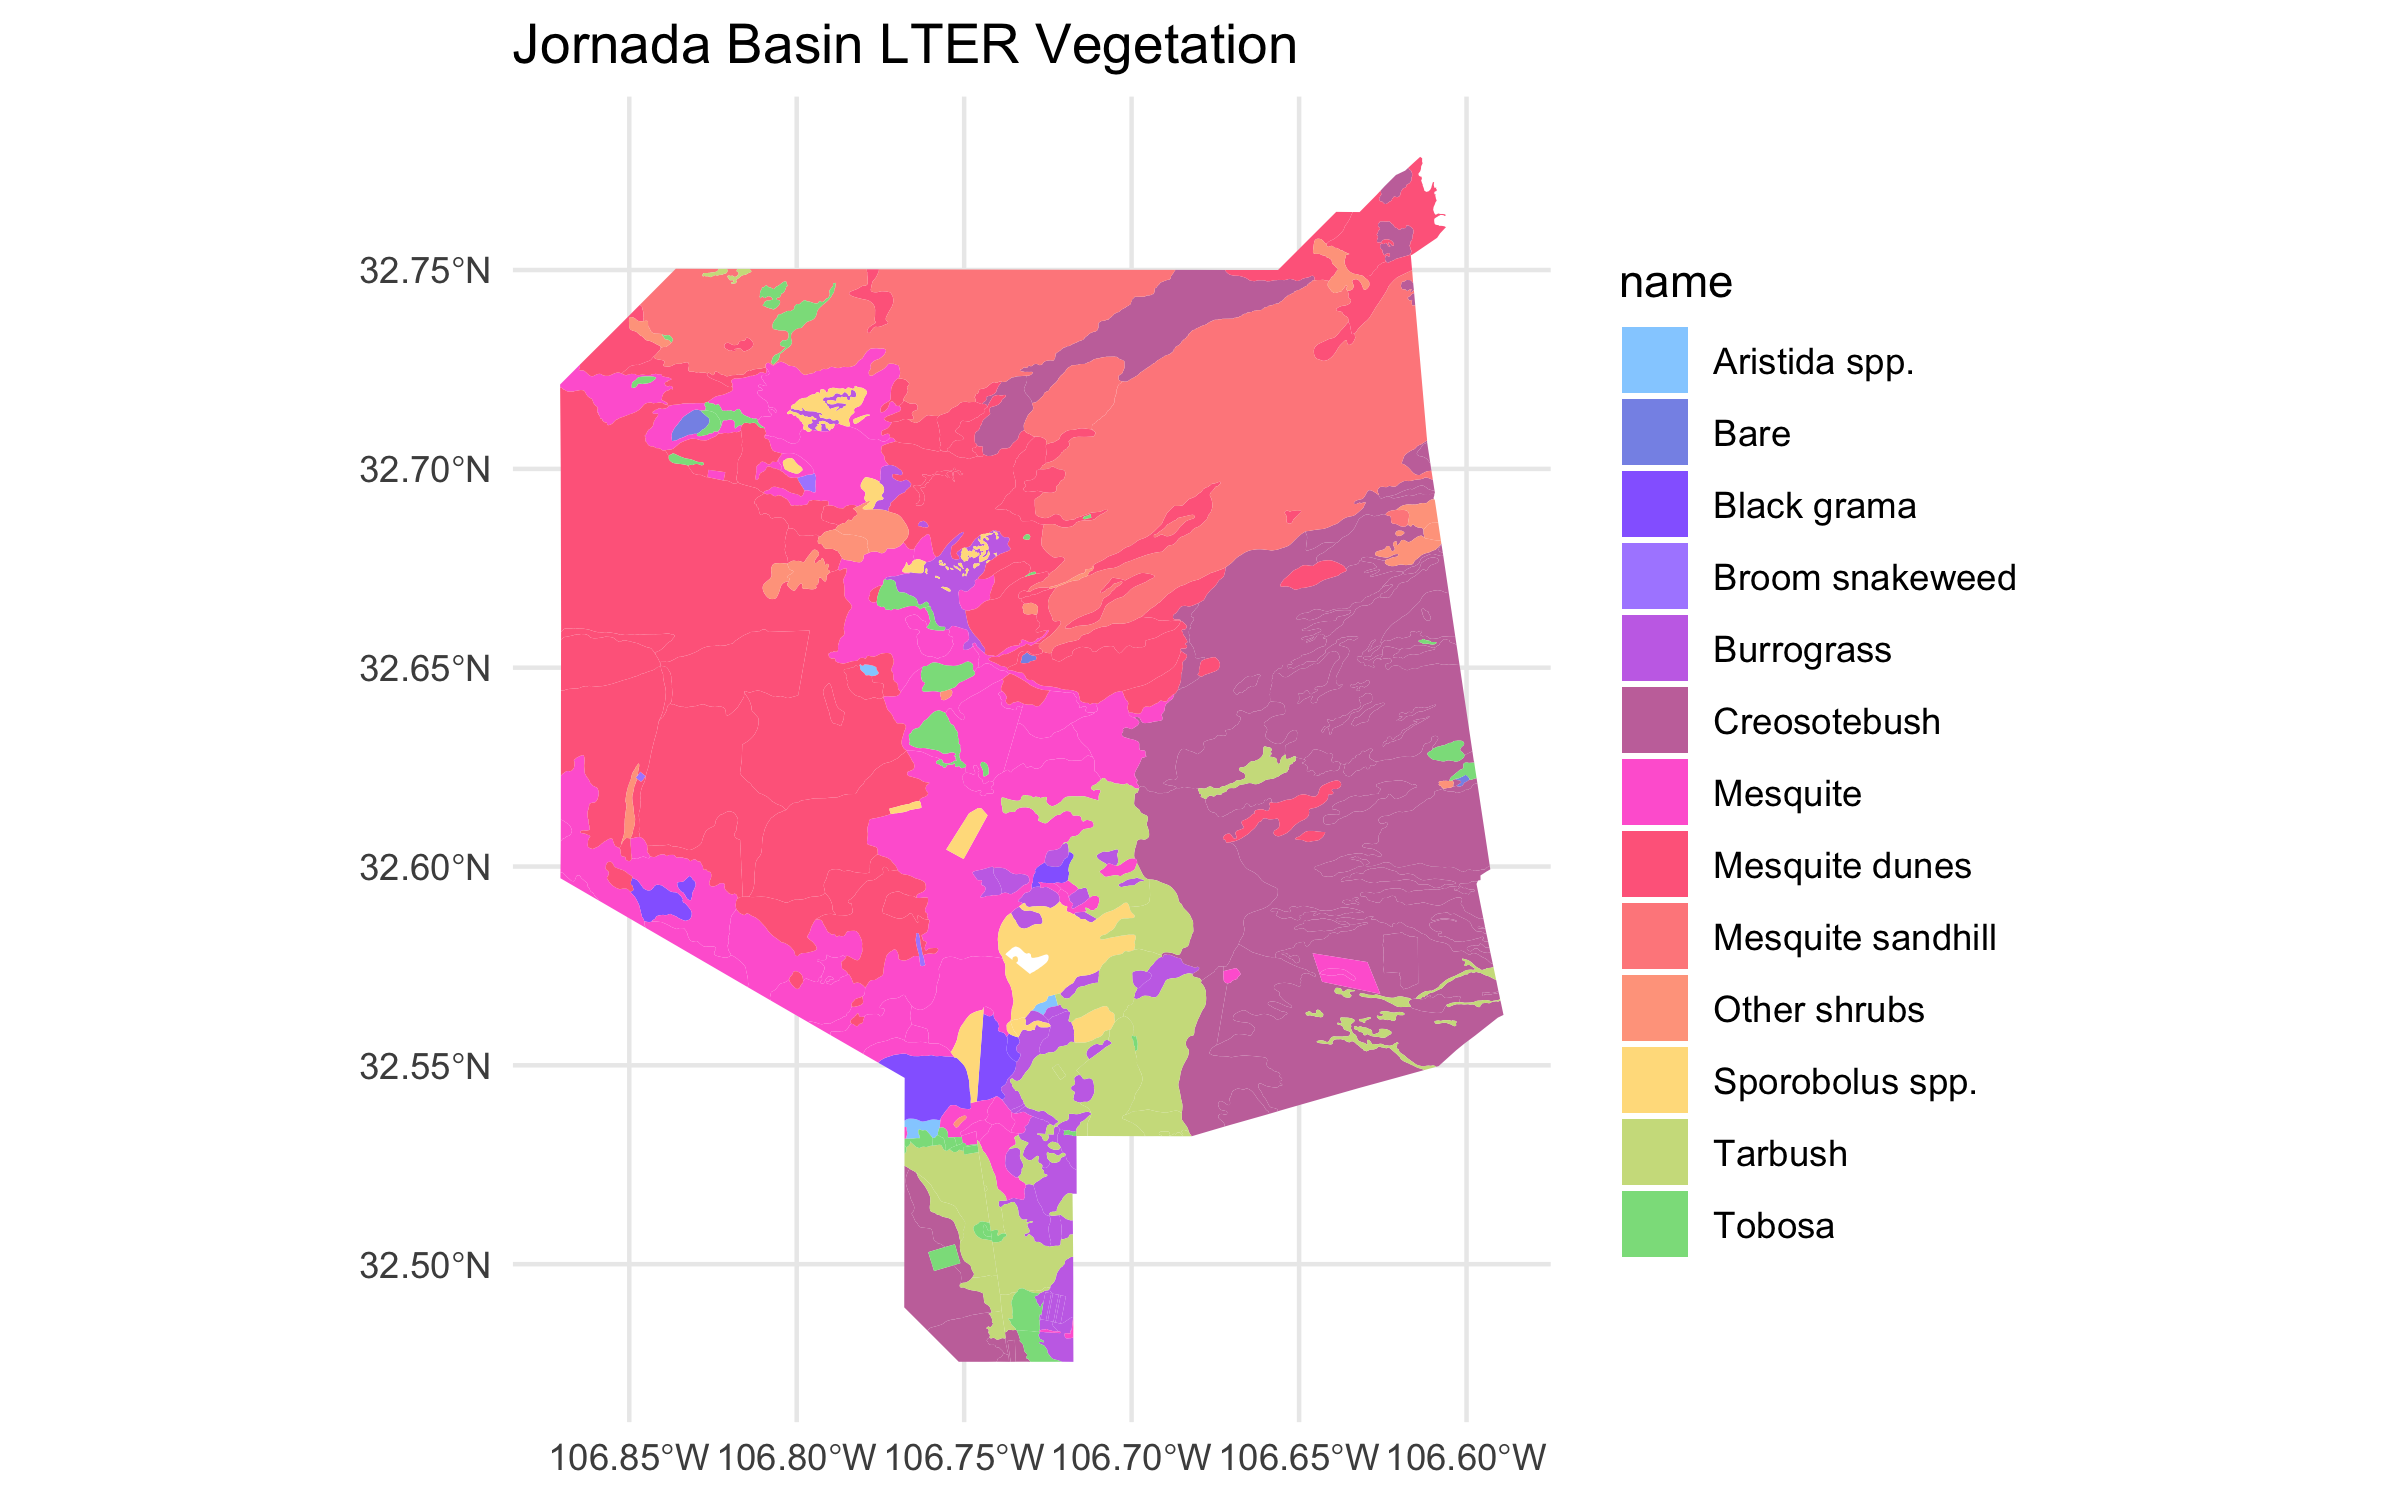 Jornada Basin LTER Vegetation
32.75°N
32.70°N
32.65°N
32.60°N
32.55°N
32.50°N
106.85°W 106.80°W 106.75°W 106.70°W 106.65°W 106.60°W
name
Aristida spp.
Bare
Black grama
Broom snakeweed
Burrograss
Creosotebush
Mesquite
Mesquite dunes
Mesquite sandhill
Other shrubs
Sporobolus spp.
Tarbush
Tobosa